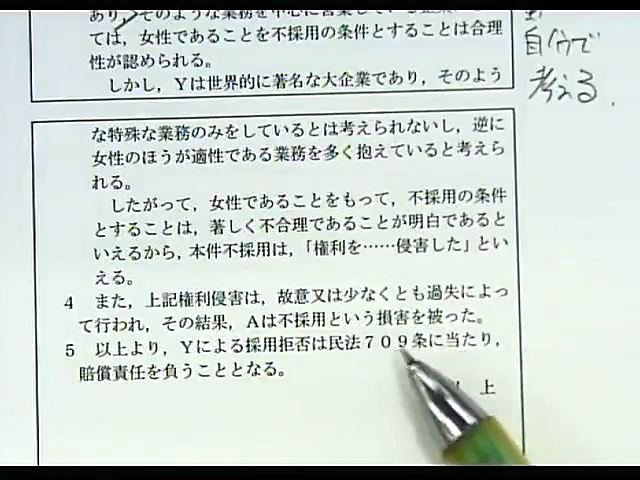 あり，そのような業務を中心に営業している企業
ては，女性であることを不採用の条件とすることは合理
性が認められる。
しかし，Ｙは世界的に著名な大企業であり，そのよう
自分で
考える．
な特殊な業務のみをしているとは考えられないし，逆に
女性のほうが適性である業務を多く抱えていると考えら
れる。
したがって，女性であることをもって，不採用の条件
とすることは，著しく不合理であることが明白であると
いえるから，本件不採用は，「権利を……侵害した」とい
える。
4 また，上記権利侵害は，故意又は少なくとも過失によっ
て行われ，その結果，Ａは不採用という損害を被った。
5 以上より，Ｙによる採用拒否は民法７０９条に当たり，
賠償責任を負うこととなる。
上